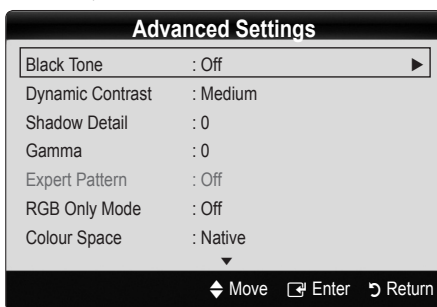 Advanced Settings
Black Tone : Off ►
Dynamic Contrast : Medium
Shadow Detail : 0
Gamma : 0
Expert Pattern : Off
RGB Only Mode : Off
Colour Space : Native
▼
Move Enter Return